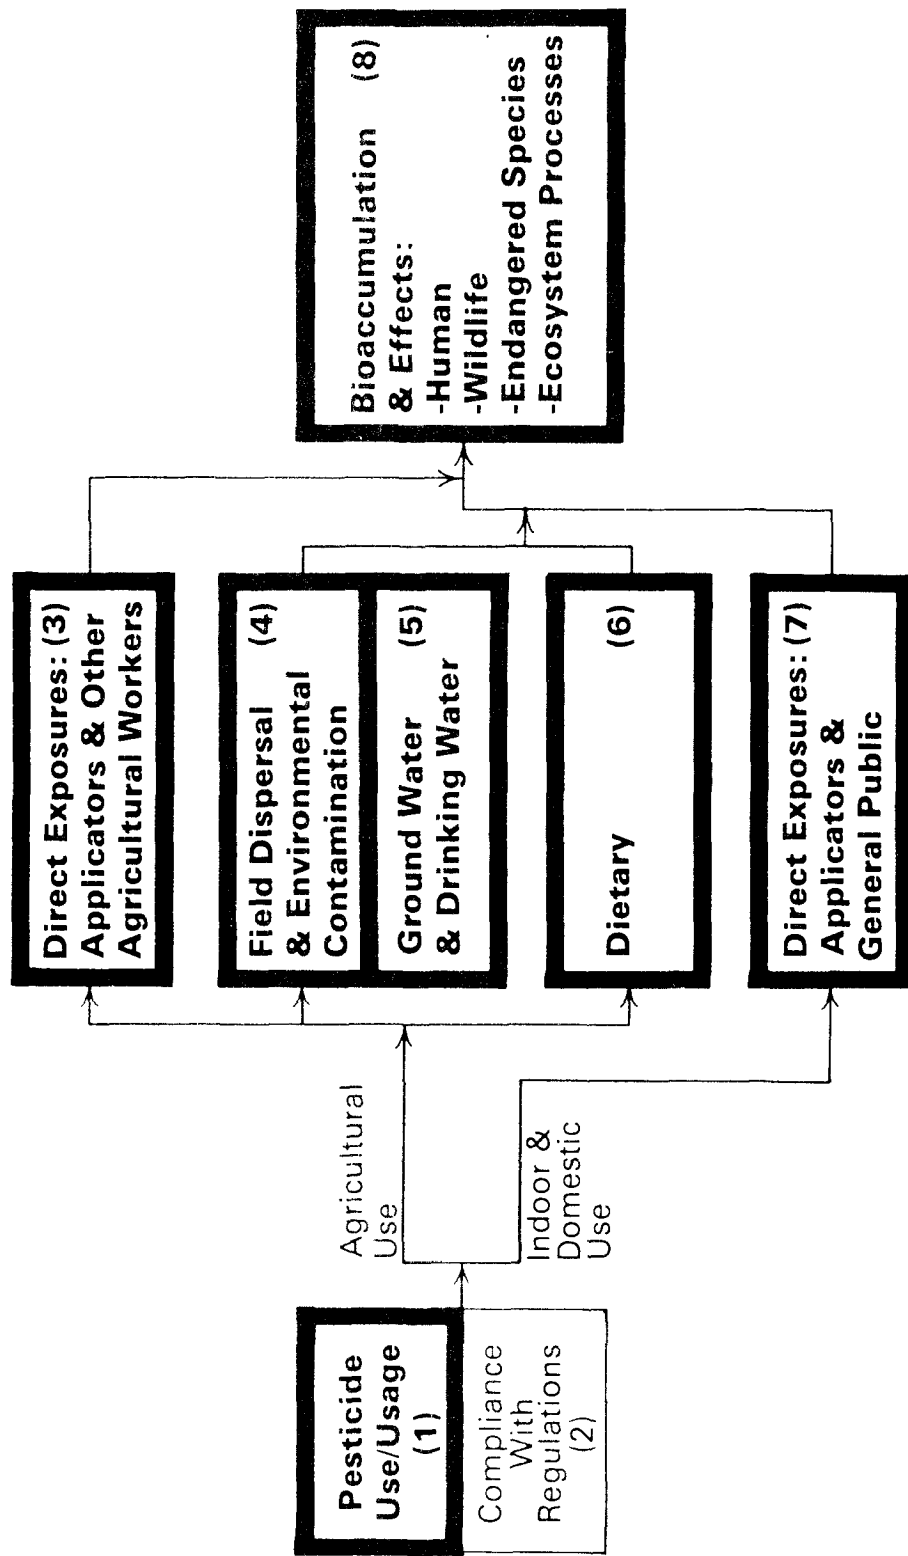 Pesticide
Use/Usage
(1)
Compliance
With
Regulations
(2)
Agricultural
Use
Indoor &
Domestic
Use
Direct Exposures: (3)
Applicators & Other
Agricultural Workers
Field Dispersal (4)
& Environmental
Contamination
Ground Water (5)
& Drinking Water
Dietary (6)
Direct Exposures: (7)
Applicators &
General Public
Bioaccumulation (8)
& Effects:
-Human
-Wildlife
-Endangered Species
-Ecosystem Processes